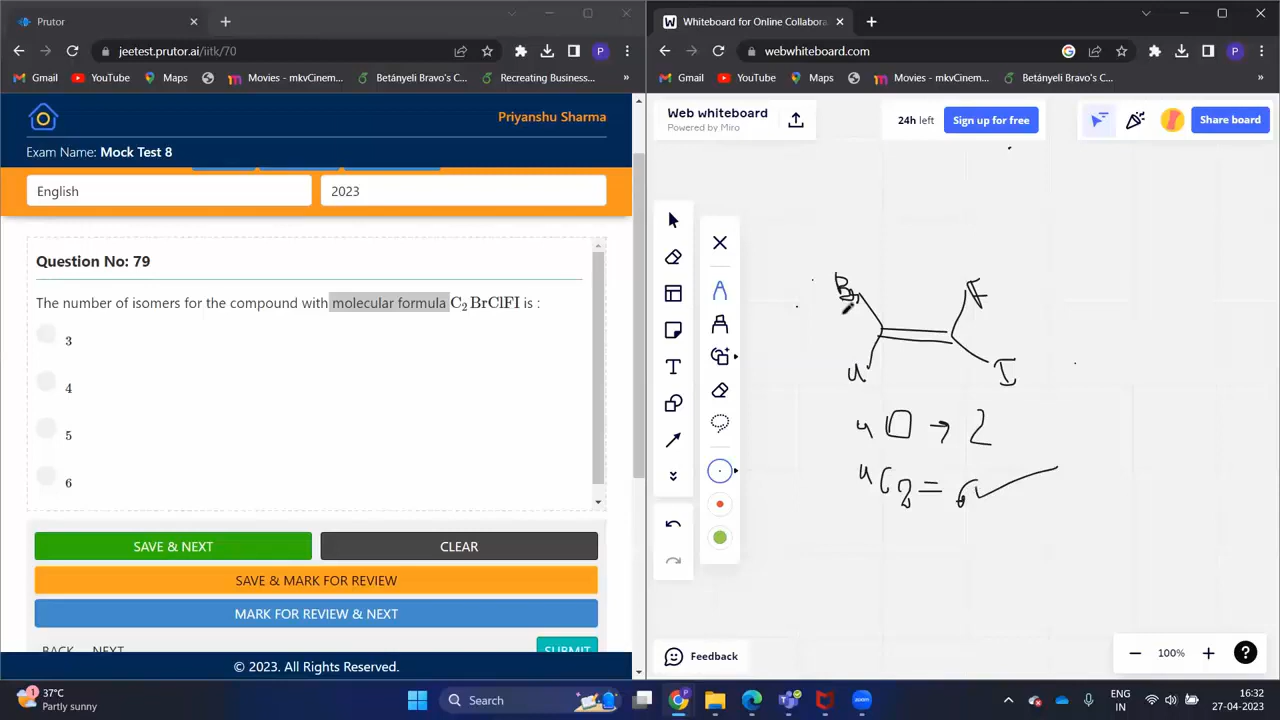 Prutor
jeetest.prutor.ai/iitk/70
Gmail YouTube Maps Movies - mkvCinem... Betányeli Bravo's C... Recreating Business... »
Priyanshu Sharma
Exam Name: Mock Test 8
English 2023
Question No: 79
The number of isomers for the compound with molecular formula C₂BrClFI is :
3
4
5
6
SAVE & NEXT CLEAR
SAVE & MARK FOR REVIEW
MARK FOR REVIEW & NEXT
BACK NEXT SUBMIT
© 2023. All Rights Reserved.
Whiteboard for Online Collabora
webwhiteboard.com
Gmail YouTube Maps Movies - mkvCinem... Betányeli Bravo's C... »
Web whiteboard
Powered by Miro
24h left Sign up for free Share board
Br F
I
4 □ → 2
4C2 = 6
Feedback
100%
37°C
Partly sunny
Search
ENG
IN
16:32
27-04-2023